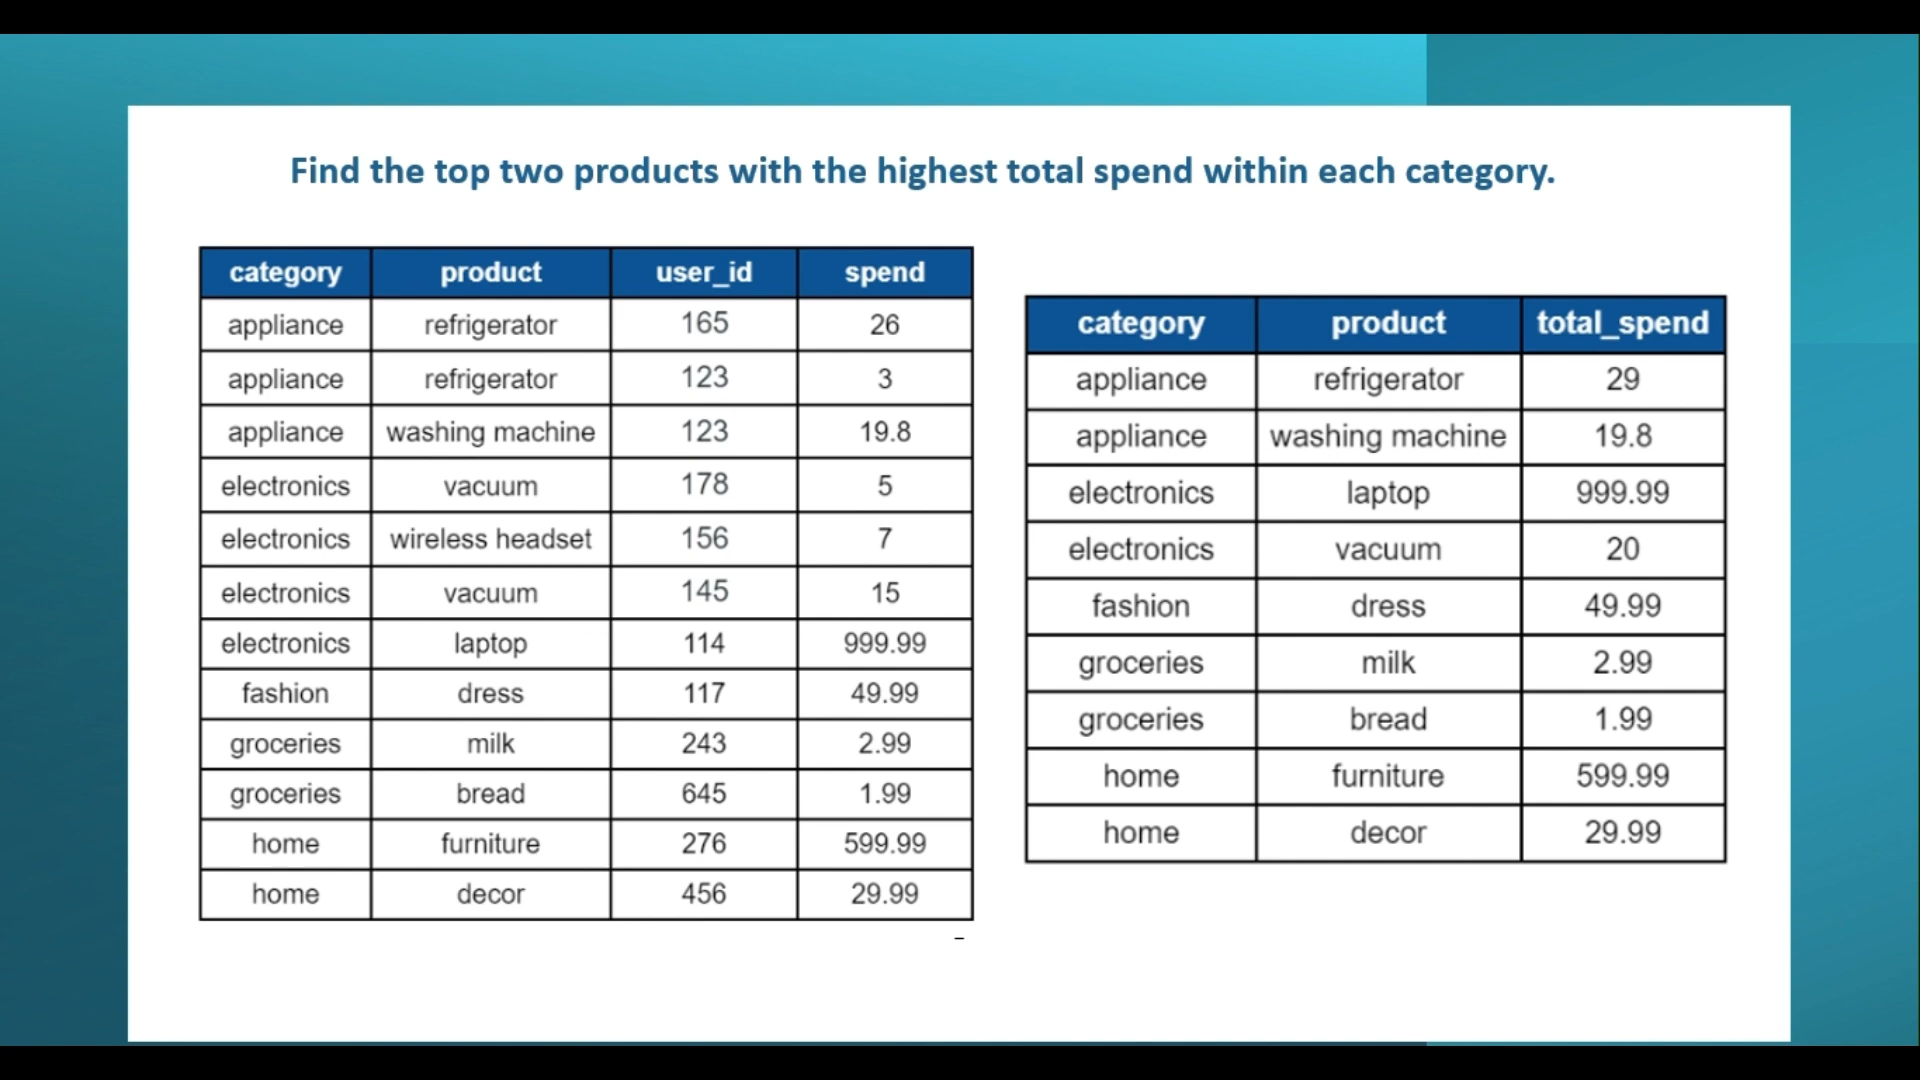 Find the top two products with the highest total spend within each category.
category product user_id spend
appliance refrigerator 165 26
appliance refrigerator 123 3
appliance washing machine 123 19.8
electronics vacuum 178 5
electronics wireless headset 156 7
electronics vacuum 145 15
electronics laptop 114 999.99
fashion dress 117 49.99
groceries milk 243 2.99
groceries bread 645 1.99
home furniture 276 599.99
home decor 456 29.99
category product total_spend
appliance refrigerator 29
appliance washing machine 19.8
electronics laptop 999.99
electronics vacuum 20
fashion dress 49.99
groceries milk 2.99
groceries bread 1.99
home furniture 599.99
home decor 29.99